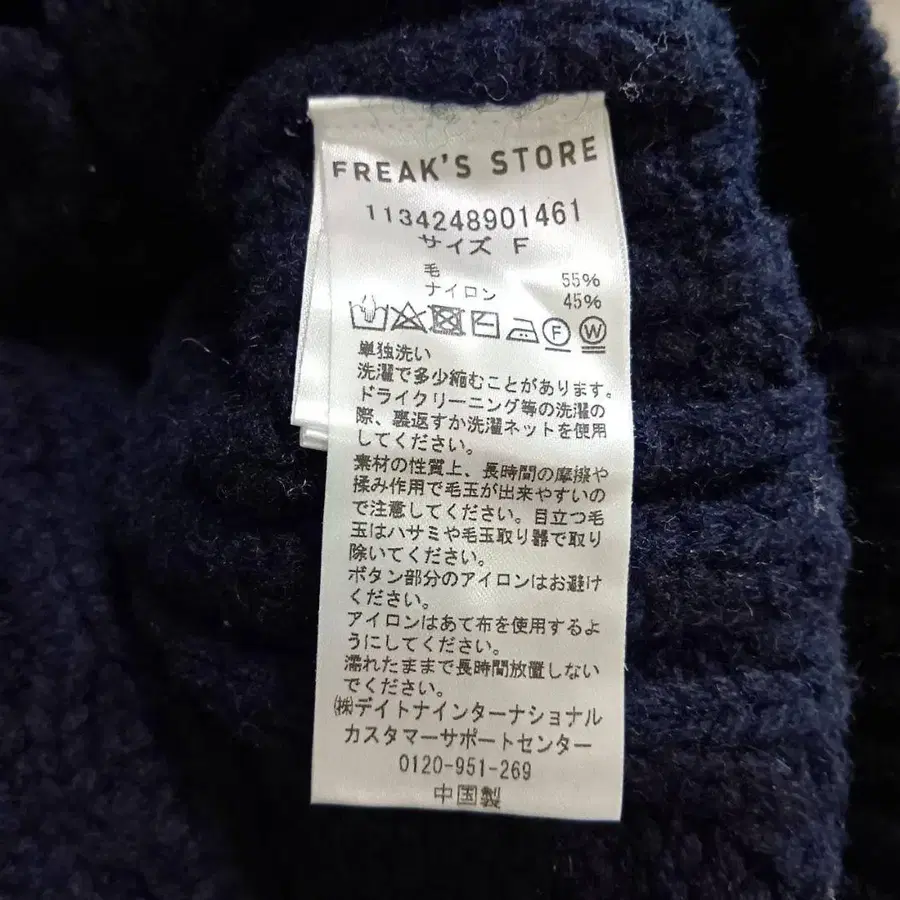 FREAK'S STORE
1134248901461
サイズ F
毛 55%
ナイロン 45%
F W
単独洗い
洗濯で多少縮むことがあります。
ドライクリーニング等の洗濯の
際、裏返すか洗濯ネットを使用
してください。
素材の性質上、長時間の摩擦や
揉み作用で毛玉が出来やすいの
で注意してください。目立つ毛
玉はハサミや毛玉取り器で取り
除いてください。
ボタン部分のアイロンはお避け
ください。
アイロンはあて布を使用するよ
うにしてください。
濡れたままで長時間放置しない
でください。
㈱デイトナインターナショナル
カスタマーサポートセンター
0120-951-269
中国製